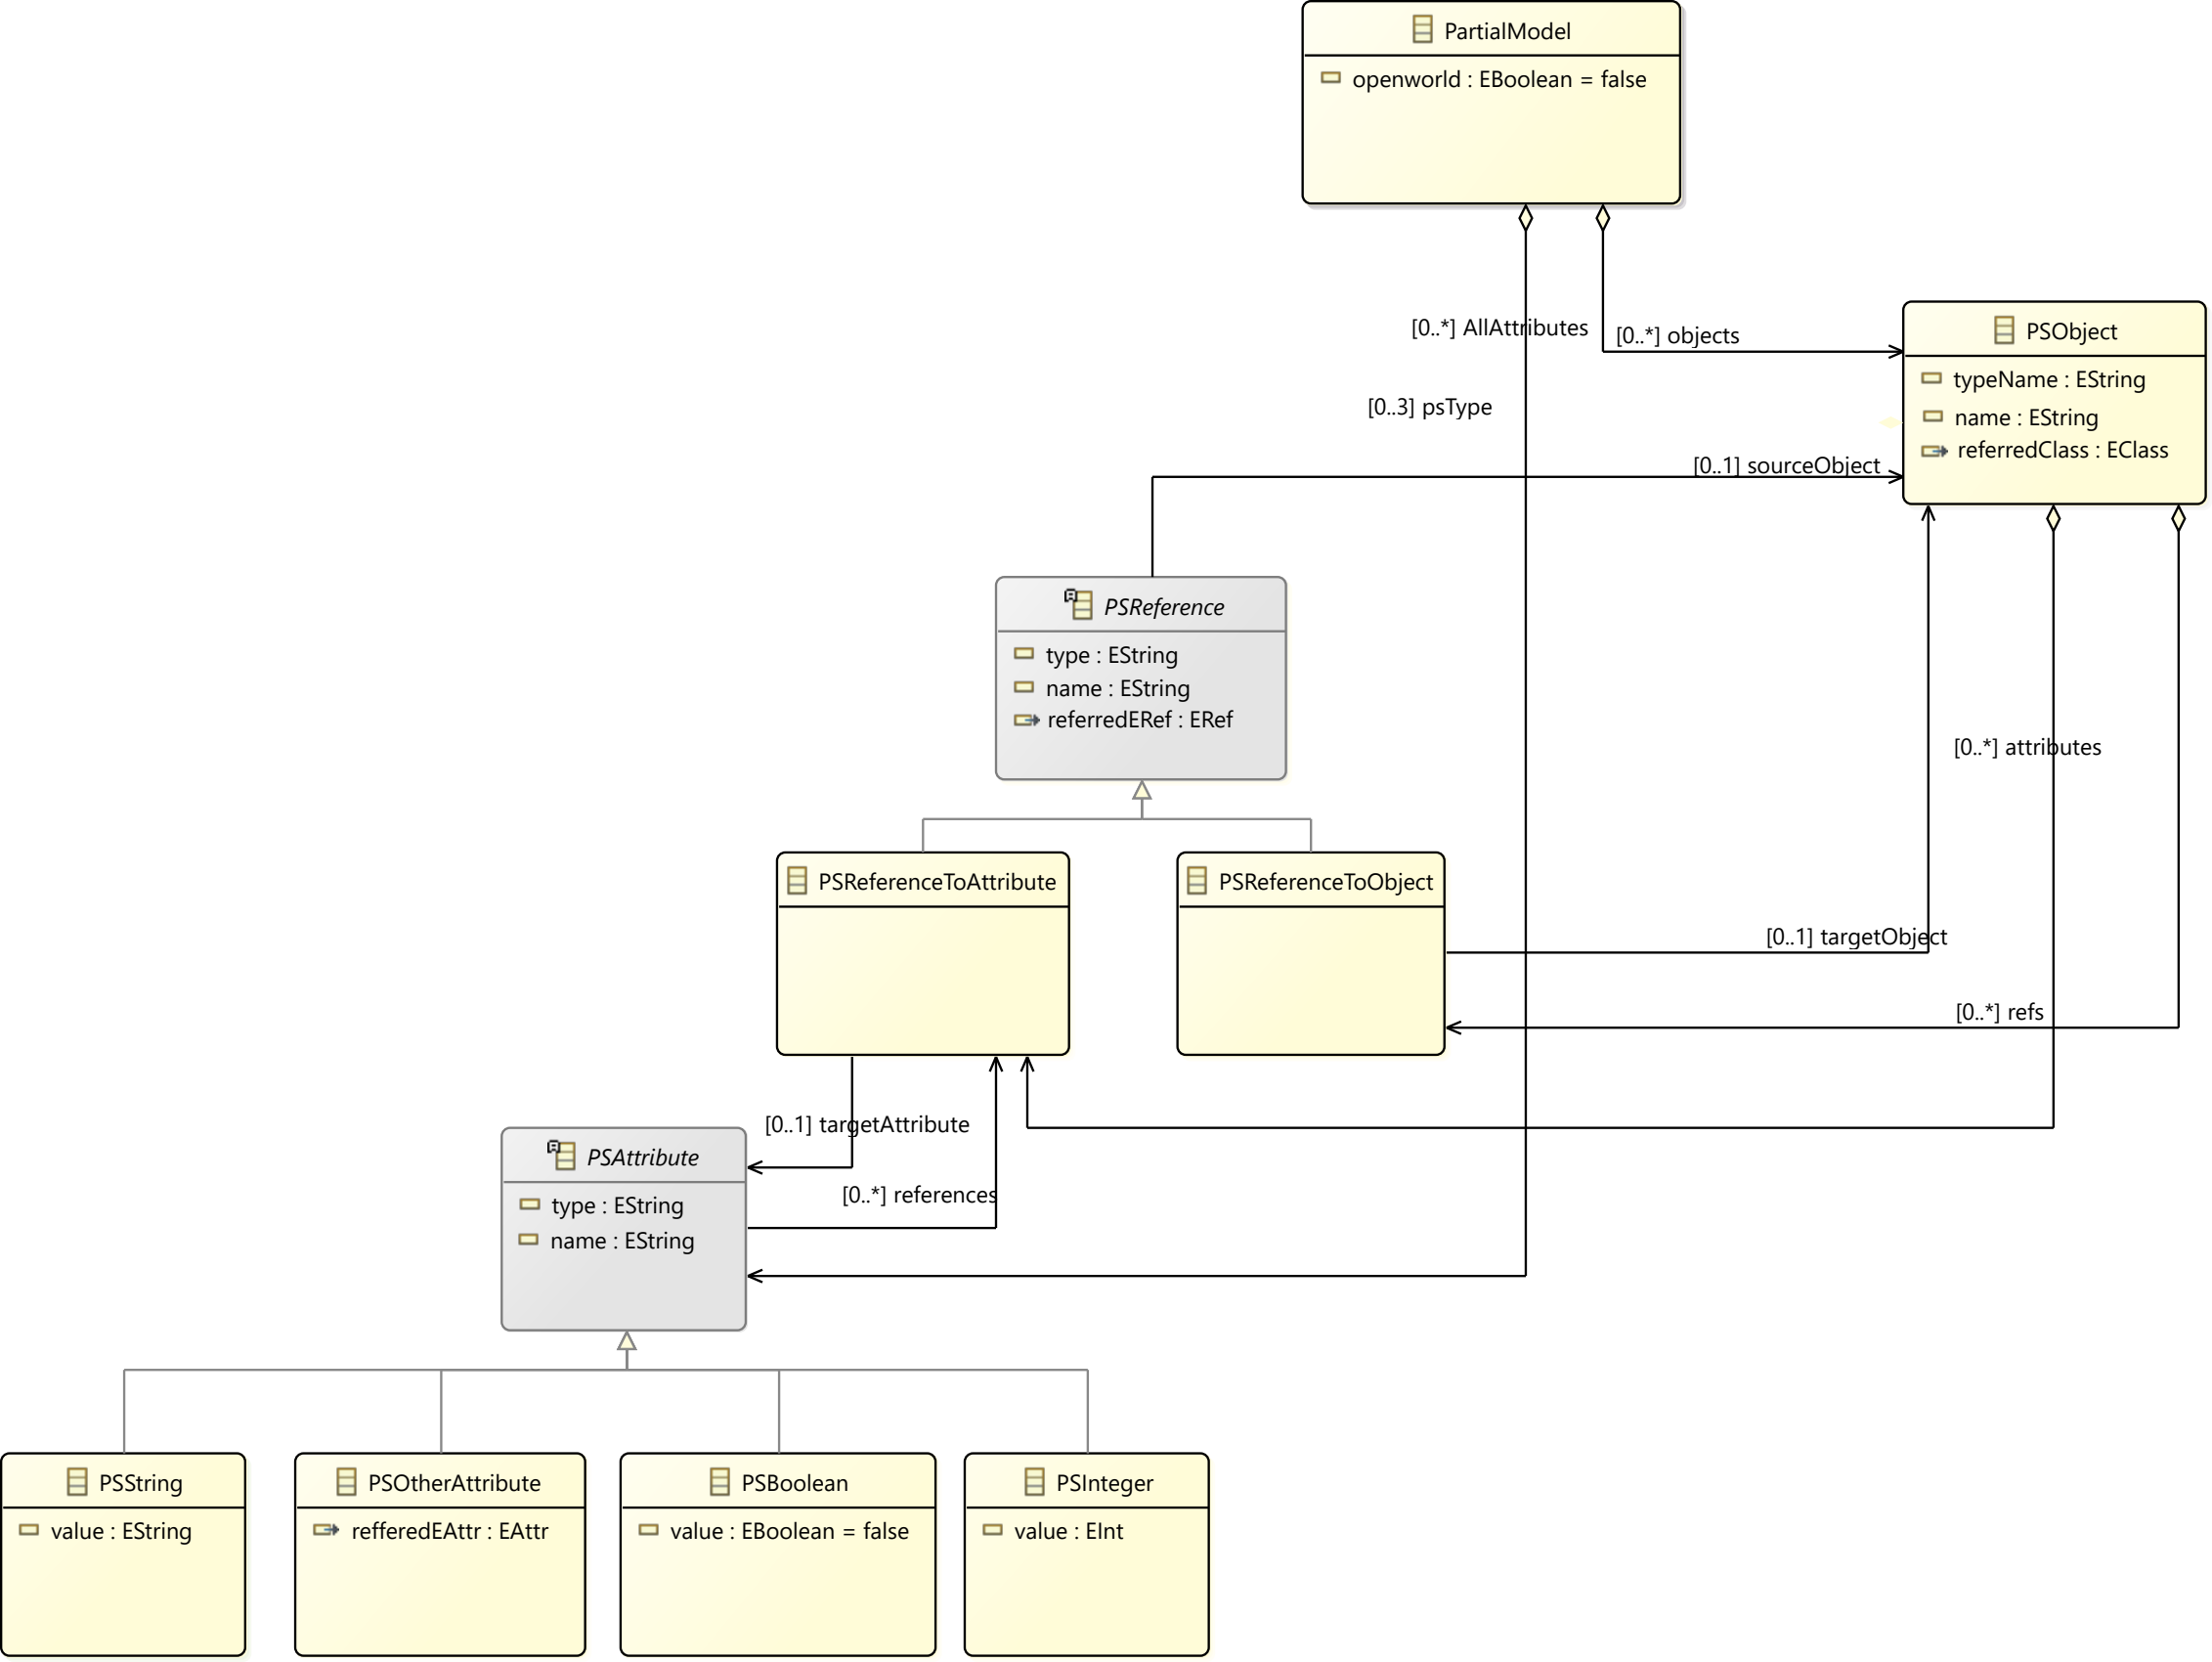 PartialModel
openworld : EBoolean = false
[0..*] AllAttributes
[0..*] objects
PSObject
typeName : EString
name : EString
referredClass : EClass
[0..3] psType
[0..1] sourceObject
PSReference
type : EString
name : EString
referredERef : ERef
[0..*] attributes
PSReferenceToAttribute
PSReferenceToObject
[0..1] targetObject
[0..*] refs
[0..1] targetAttribute
PSAttribute
type : EString
name : EString
[0..*] references
PSString
value : EString
PSOtherAttribute
refferedEAttr : EAttr
PSBoolean
value : EBoolean = false
PSInteger
value : EInt